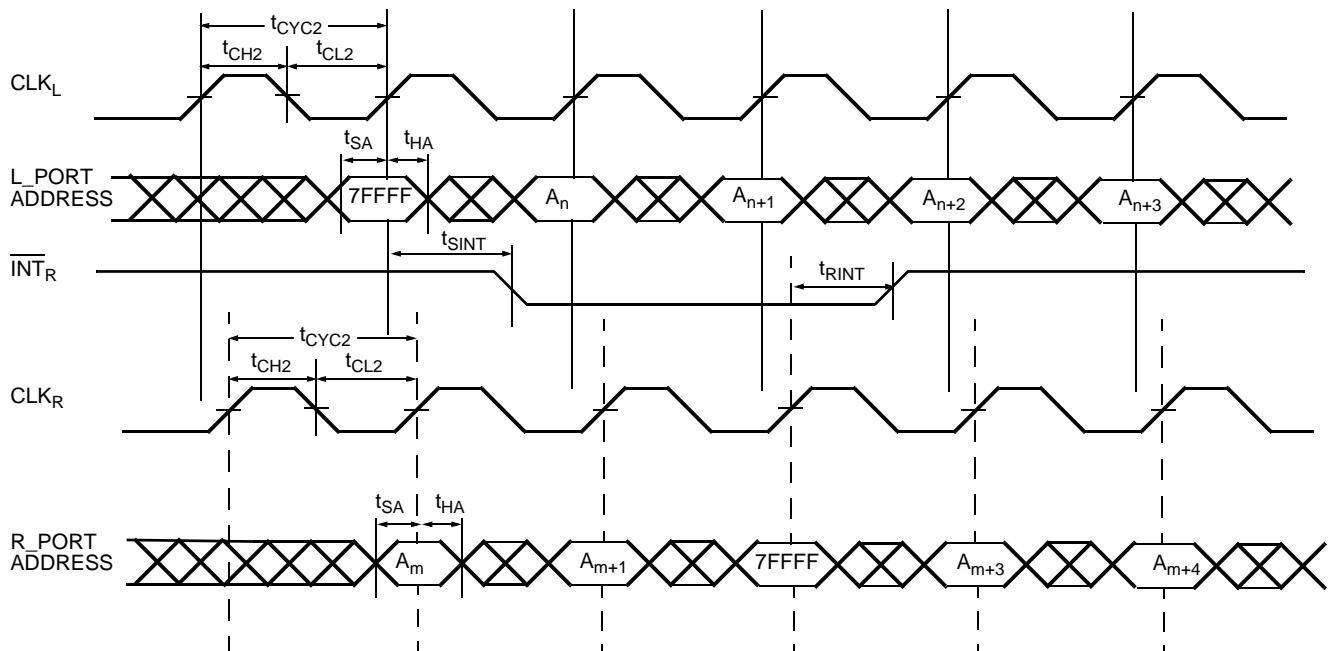 tCYC2
tCH2 tCL2
CLKL
tSA tHA
L_PORT
ADDRESS
7FFFF An An+1 An+2 An+3
tSINT
INTR
tRINT
tCYC2
tCH2 tCL2
CLKR
tSA tHA
R_PORT
ADDRESS
Am Am+1 7FFFF Am+3 Am+4